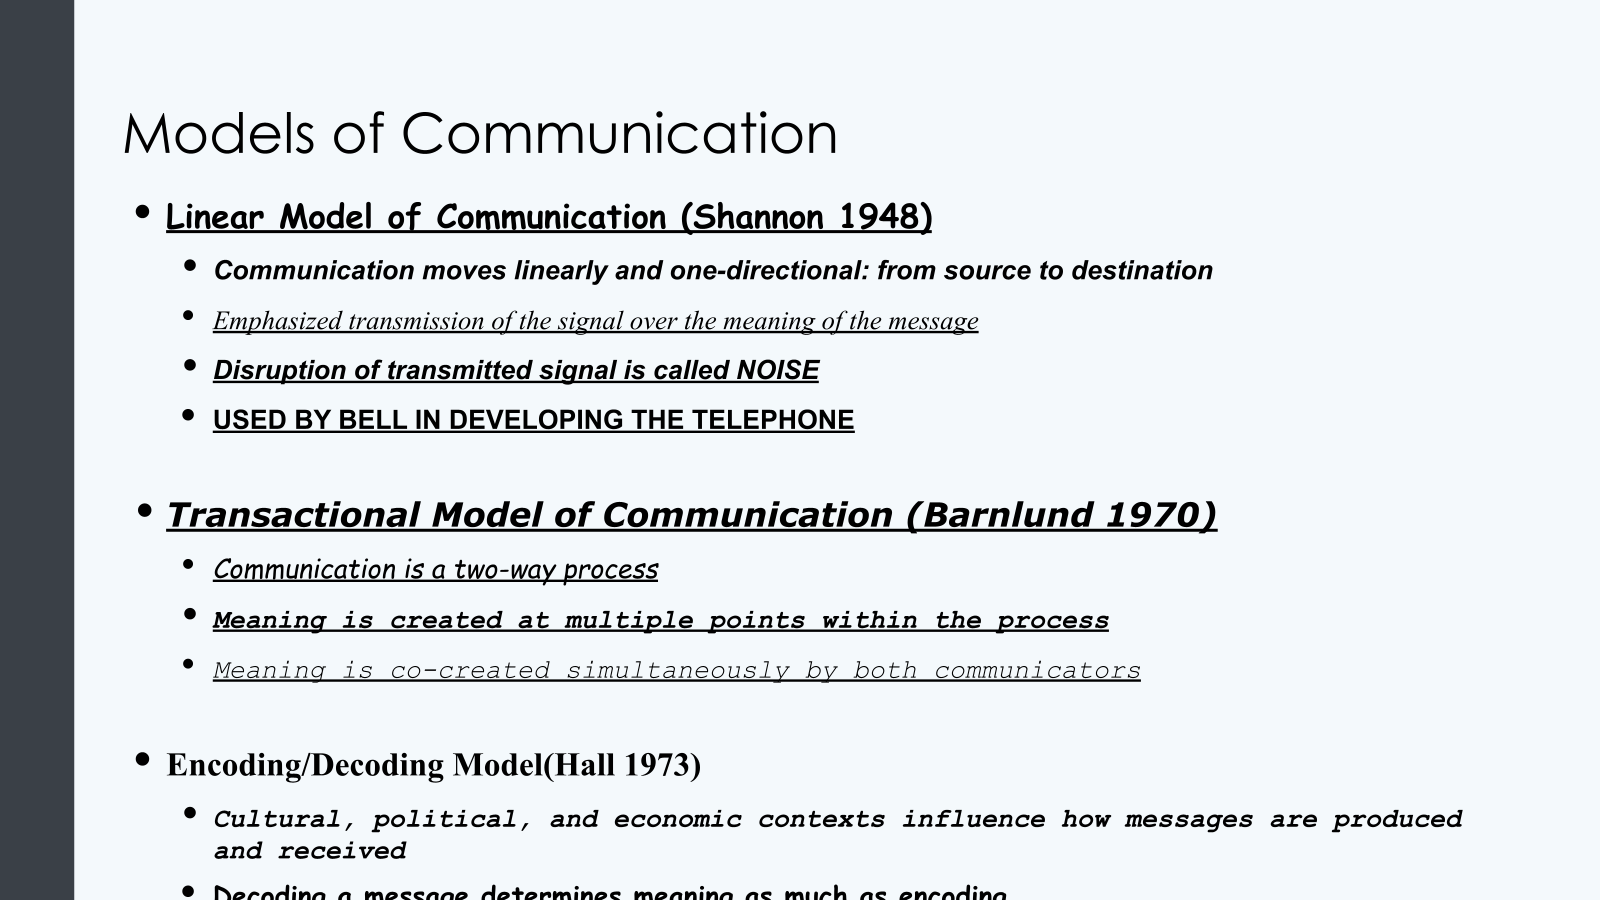 Models of Communication
• Linear Model of Communication (Shannon 1948)
• Communication moves linearly and one-directional: from source to destination
• Emphasized transmission of the signal over the meaning of the message
• Disruption of transmitted signal is called NOISE
• USED BY BELL IN DEVELOPING THE TELEPHONE
• Transactional Model of Communication (Barnlund 1970)
• Communication is a two-way process
• Meaning is created at multiple points within the process
• Meaning is co-created simultaneously by both communicators
• Encoding/Decoding Model(Hall 1973)
• Cultural, political, and economic contexts influence how messages are produced
and received
• Decoding a message determines meaning as much as encoding